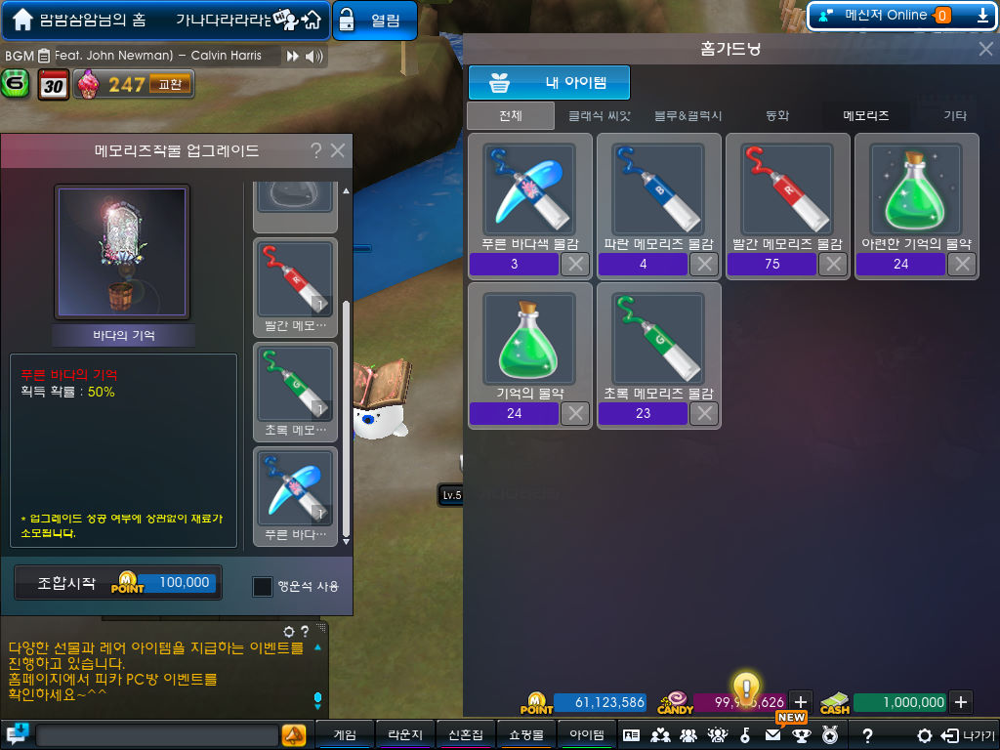 맘밤삼암님의 홈
열림
메신저 Online 0
BGM
Feat. John Newman) – Calvin Harris
6
30
247
교환
홈가드닝
내 아이템
전체
클래식 씨앗
블루&갤럭시
동화
메모리즈
기타
푸른 바다색 물감
파란 메모리즈 물감
빨간 메모리즈 물감
아련한 기억의 물약
3
4
75
24
기억의 물약
초록 메모리즈 물감
24
23
메모리즈작물 업그레이드
?
바다의 기억
푸른 바다의 기억
획득 확률 : 50%
* 업그레이드 성공 여부에 상관없이 재료가
소모됩니다.
1
빨간 메모…
1
초록 메모…
1
푸른 바다…
조합시작
POINT
100,000
행운석 사용
Lv.5
다양한 선물과 레어 아이템을 지급하는 이벤트를
진행하고 있습니다.
홈페이지에서 피카 PC방 이벤트를
확인하세요~^^
POINT
61,123,586
CANDY
CASH
1,000,000
NEW
게임
라운지
신혼집
쇼핑몰
아이템
?
나가기